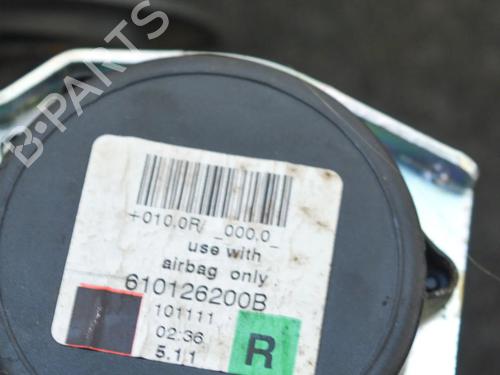 B-PARTS
+010,0R/ _000,0_
use with
airbag only
610126200B
101111
02:36
5.1.1
R